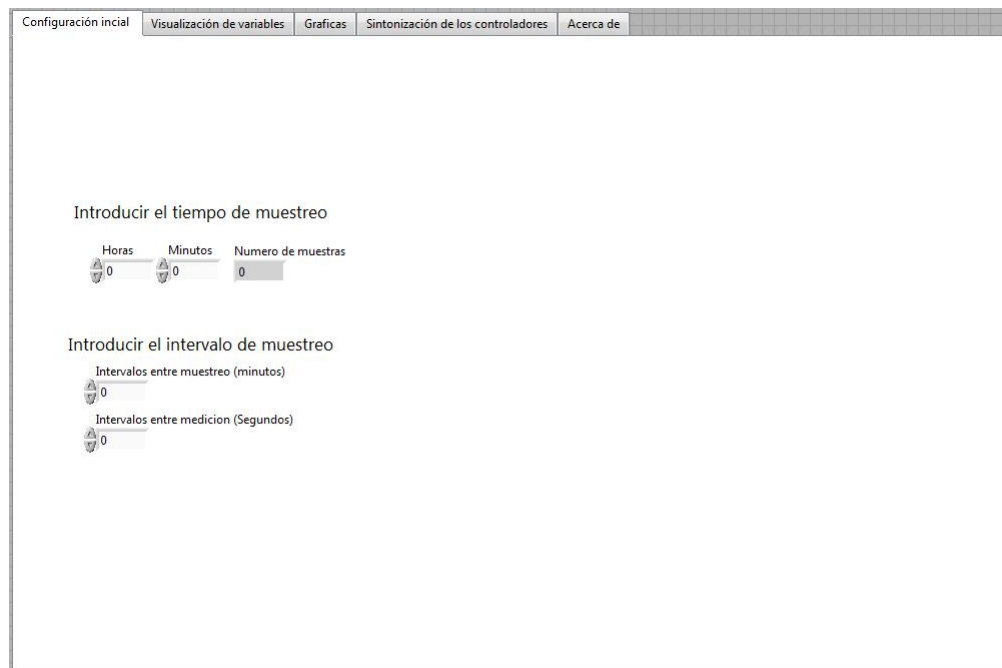 Configuración incial Visualización de variables Graficas Sintonización de los controladores Acerca de
Introducir el tiempo de muestreo
Horas Minutos Numero de muestras
0 0 0
Introducir el intervalo de muestreo
Intervalos entre muestreo (minutos)
0
Intervalos entre medicion (Segundos)
0